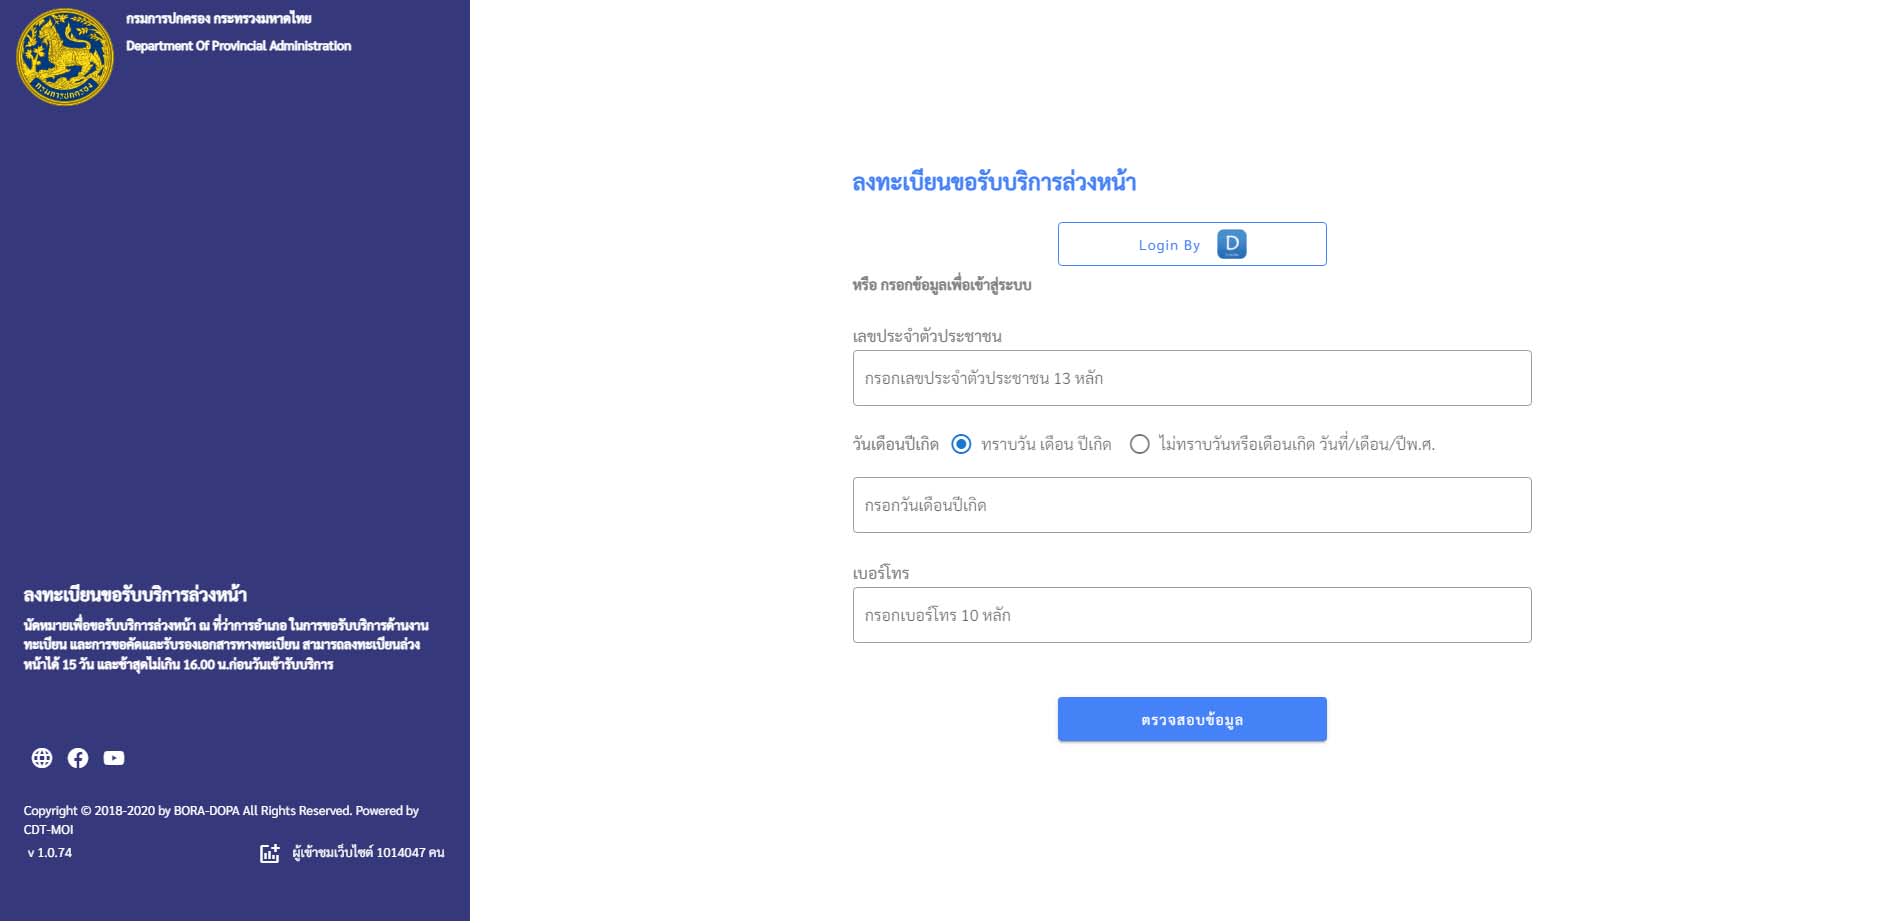 กรมการปกครอง กระทรวงมหาดไทย
Department Of Provincial Administration
กรมการปกครอง
ลงทะเบียนขอรับบริการล่วงหน้า
นัดหมายเพื่อขอรับบริการล่วงหน้า ณ ที่ว่าการอำเภอ ในการขอรับบริการด้านงาน
ทะเบียน และการขอคัดและรับรองเอกสารทางทะเบียน สามารถลงทะเบียนล่วง
หน้าได้ 15 วัน และช้าสุดไม่เกิน 16.00 น.ก่อนวันเข้ารับบริการ
Copyright © 2018-2020 by BORA-DOPA All Rights Reserved. Powered by
CDT-MOI
v 1.0.74
ผู้เข้าชมเว็บไซต์ 1014047 คน
ลงทะเบียนขอรับบริการล่วงหน้า
Login By D
หรือ กรอกข้อมูลเพื่อเข้าสู่ระบบ
เลขประจำตัวประชาชน
กรอกเลขประจำตัวประชาชน 13 หลัก
วันเดือนปีเกิด ทราบวัน เดือน ปีเกิด ไม่ทราบวันหรือเดือนเกิด วันที่/เดือน/ปีพ.ศ.
กรอกวันเดือนปีเกิด
เบอร์โทร
กรอกเบอร์โทร 10 หลัก
ตรวจสอบข้อมูล